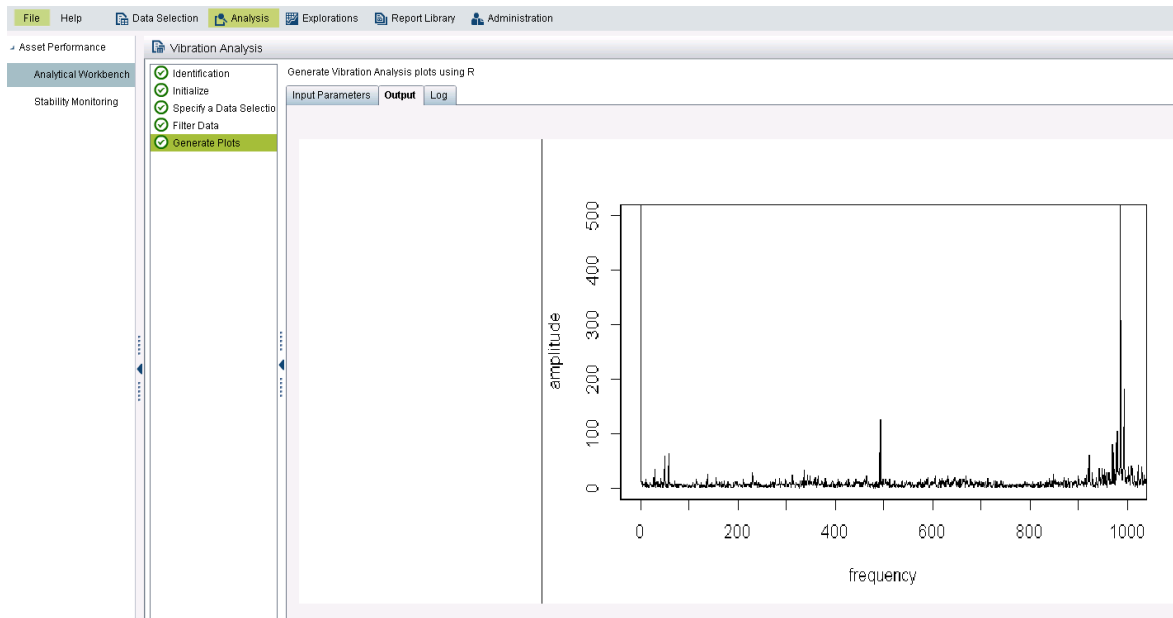 File Help Data Selection Analysis Explorations Report Library Administration
Asset Performance
Analytical Workbench
Stability Monitoring
Vibration Analysis
Identification
Initialize
Specify a Data Selectio
Filter Data
Generate Plots
Generate Vibration Analysis plots using R
Input Parameters Output Log
amplitude
500
400
300
200
100
0
0 200 400 600 800 1000
frequency